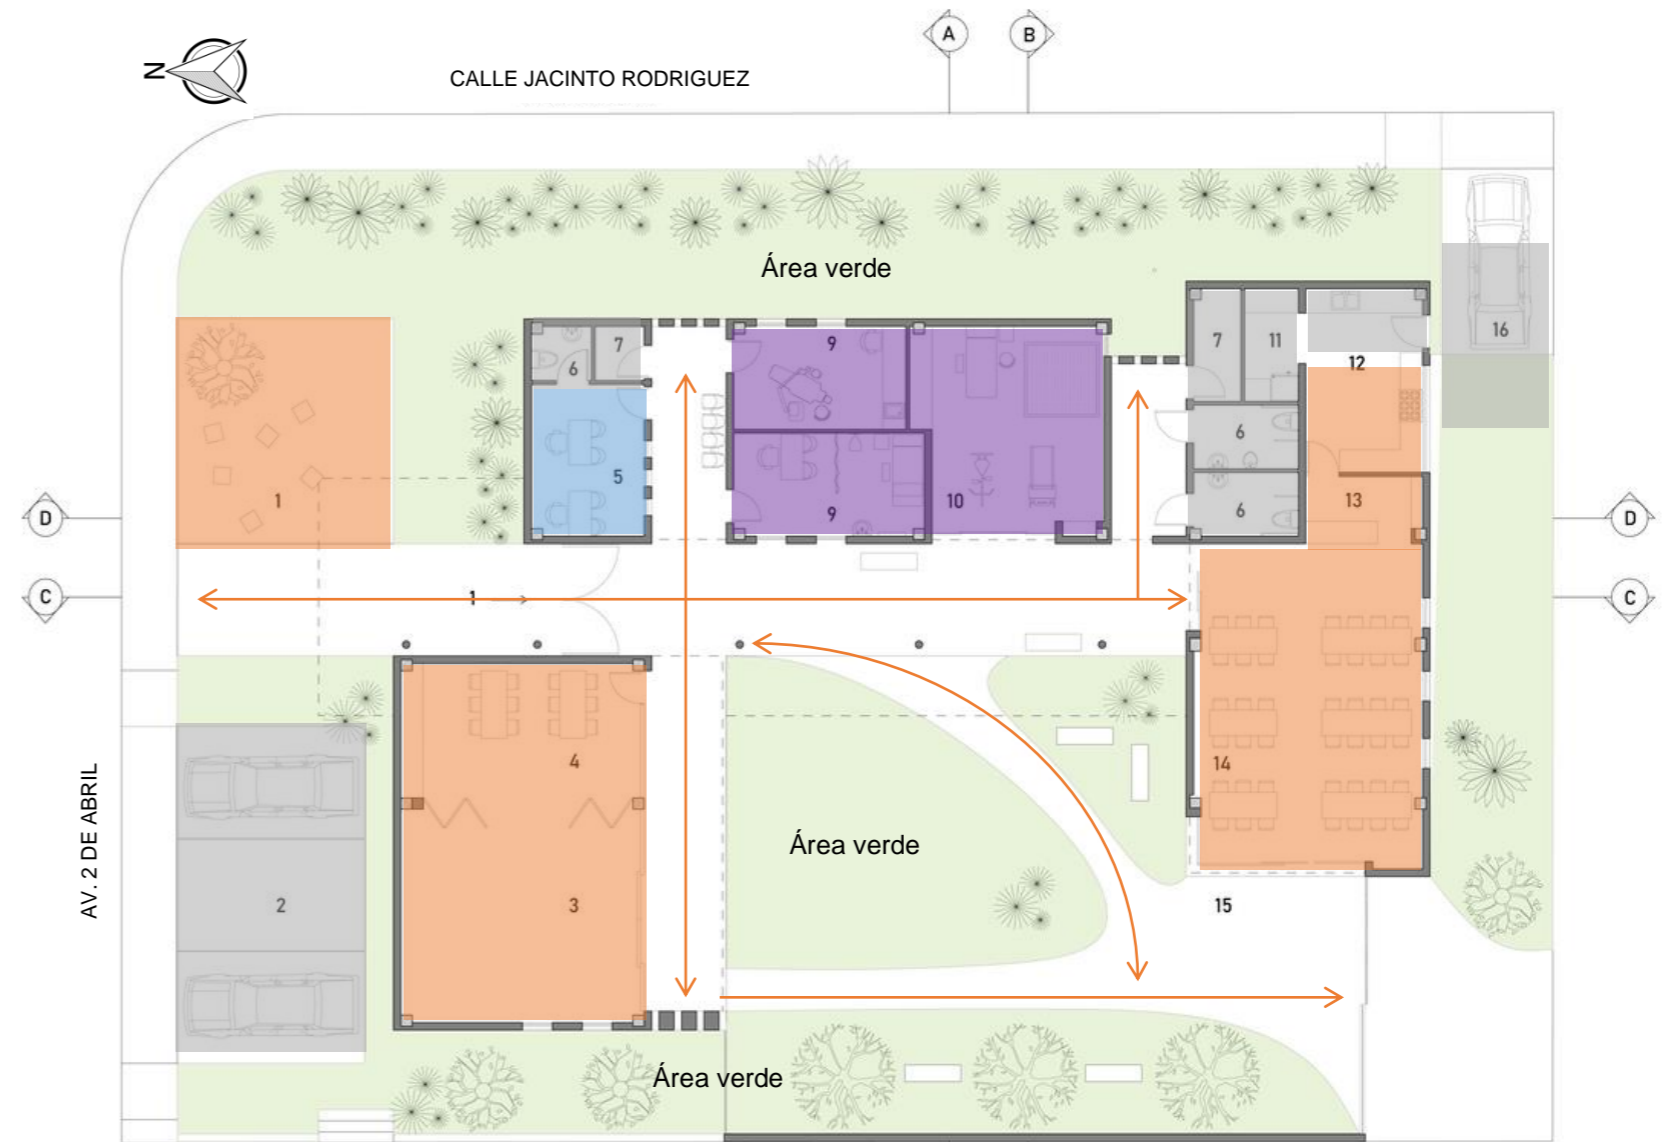 A B
N
CALLE JACINTO RODRIGUEZ
Área verde
16
7 9 7 11
6 12
6
5
1 10 13
9 6
D D
C C
1
4 14
AV. 2 DE ABRIL
Área verde
2 3 15
Área verde